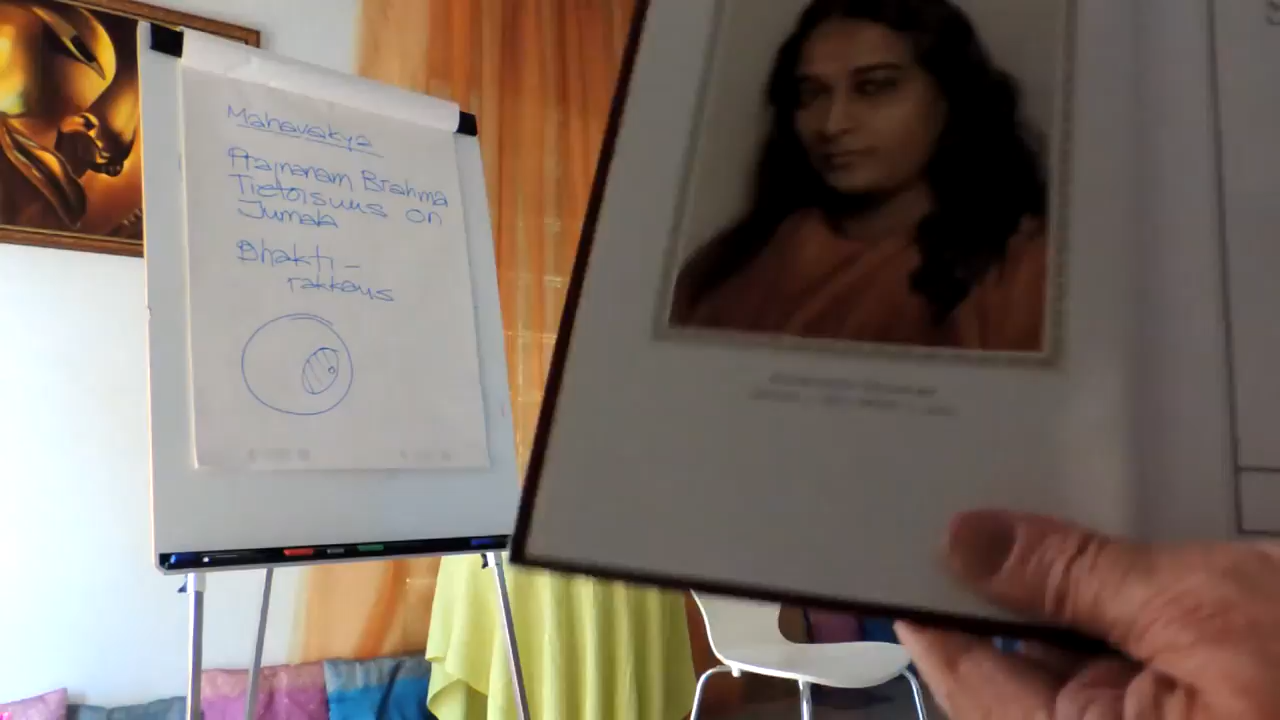 Mahavakya
Prajnanam Brahma
Tietoisuus on
Jumala
Bhakti –
rakkaus